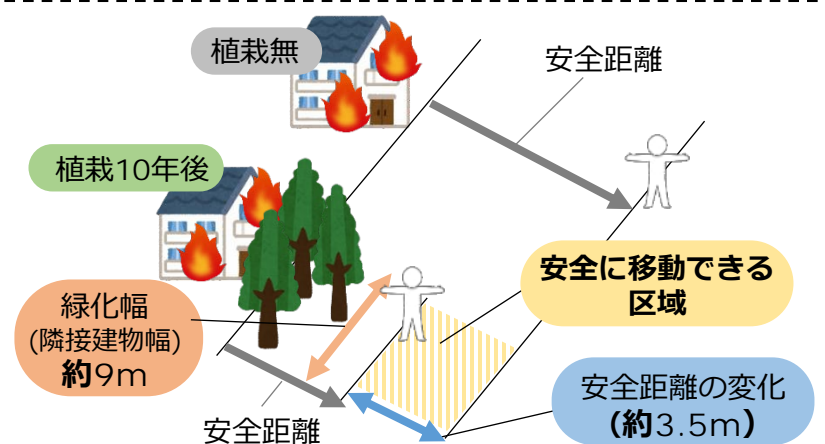 植栽無
安全距離
植栽10年後
安全に移動できる
区域
緑化幅
(隣接建物幅)
約9m
安全距離の変化
(約3.5m)
安全距離